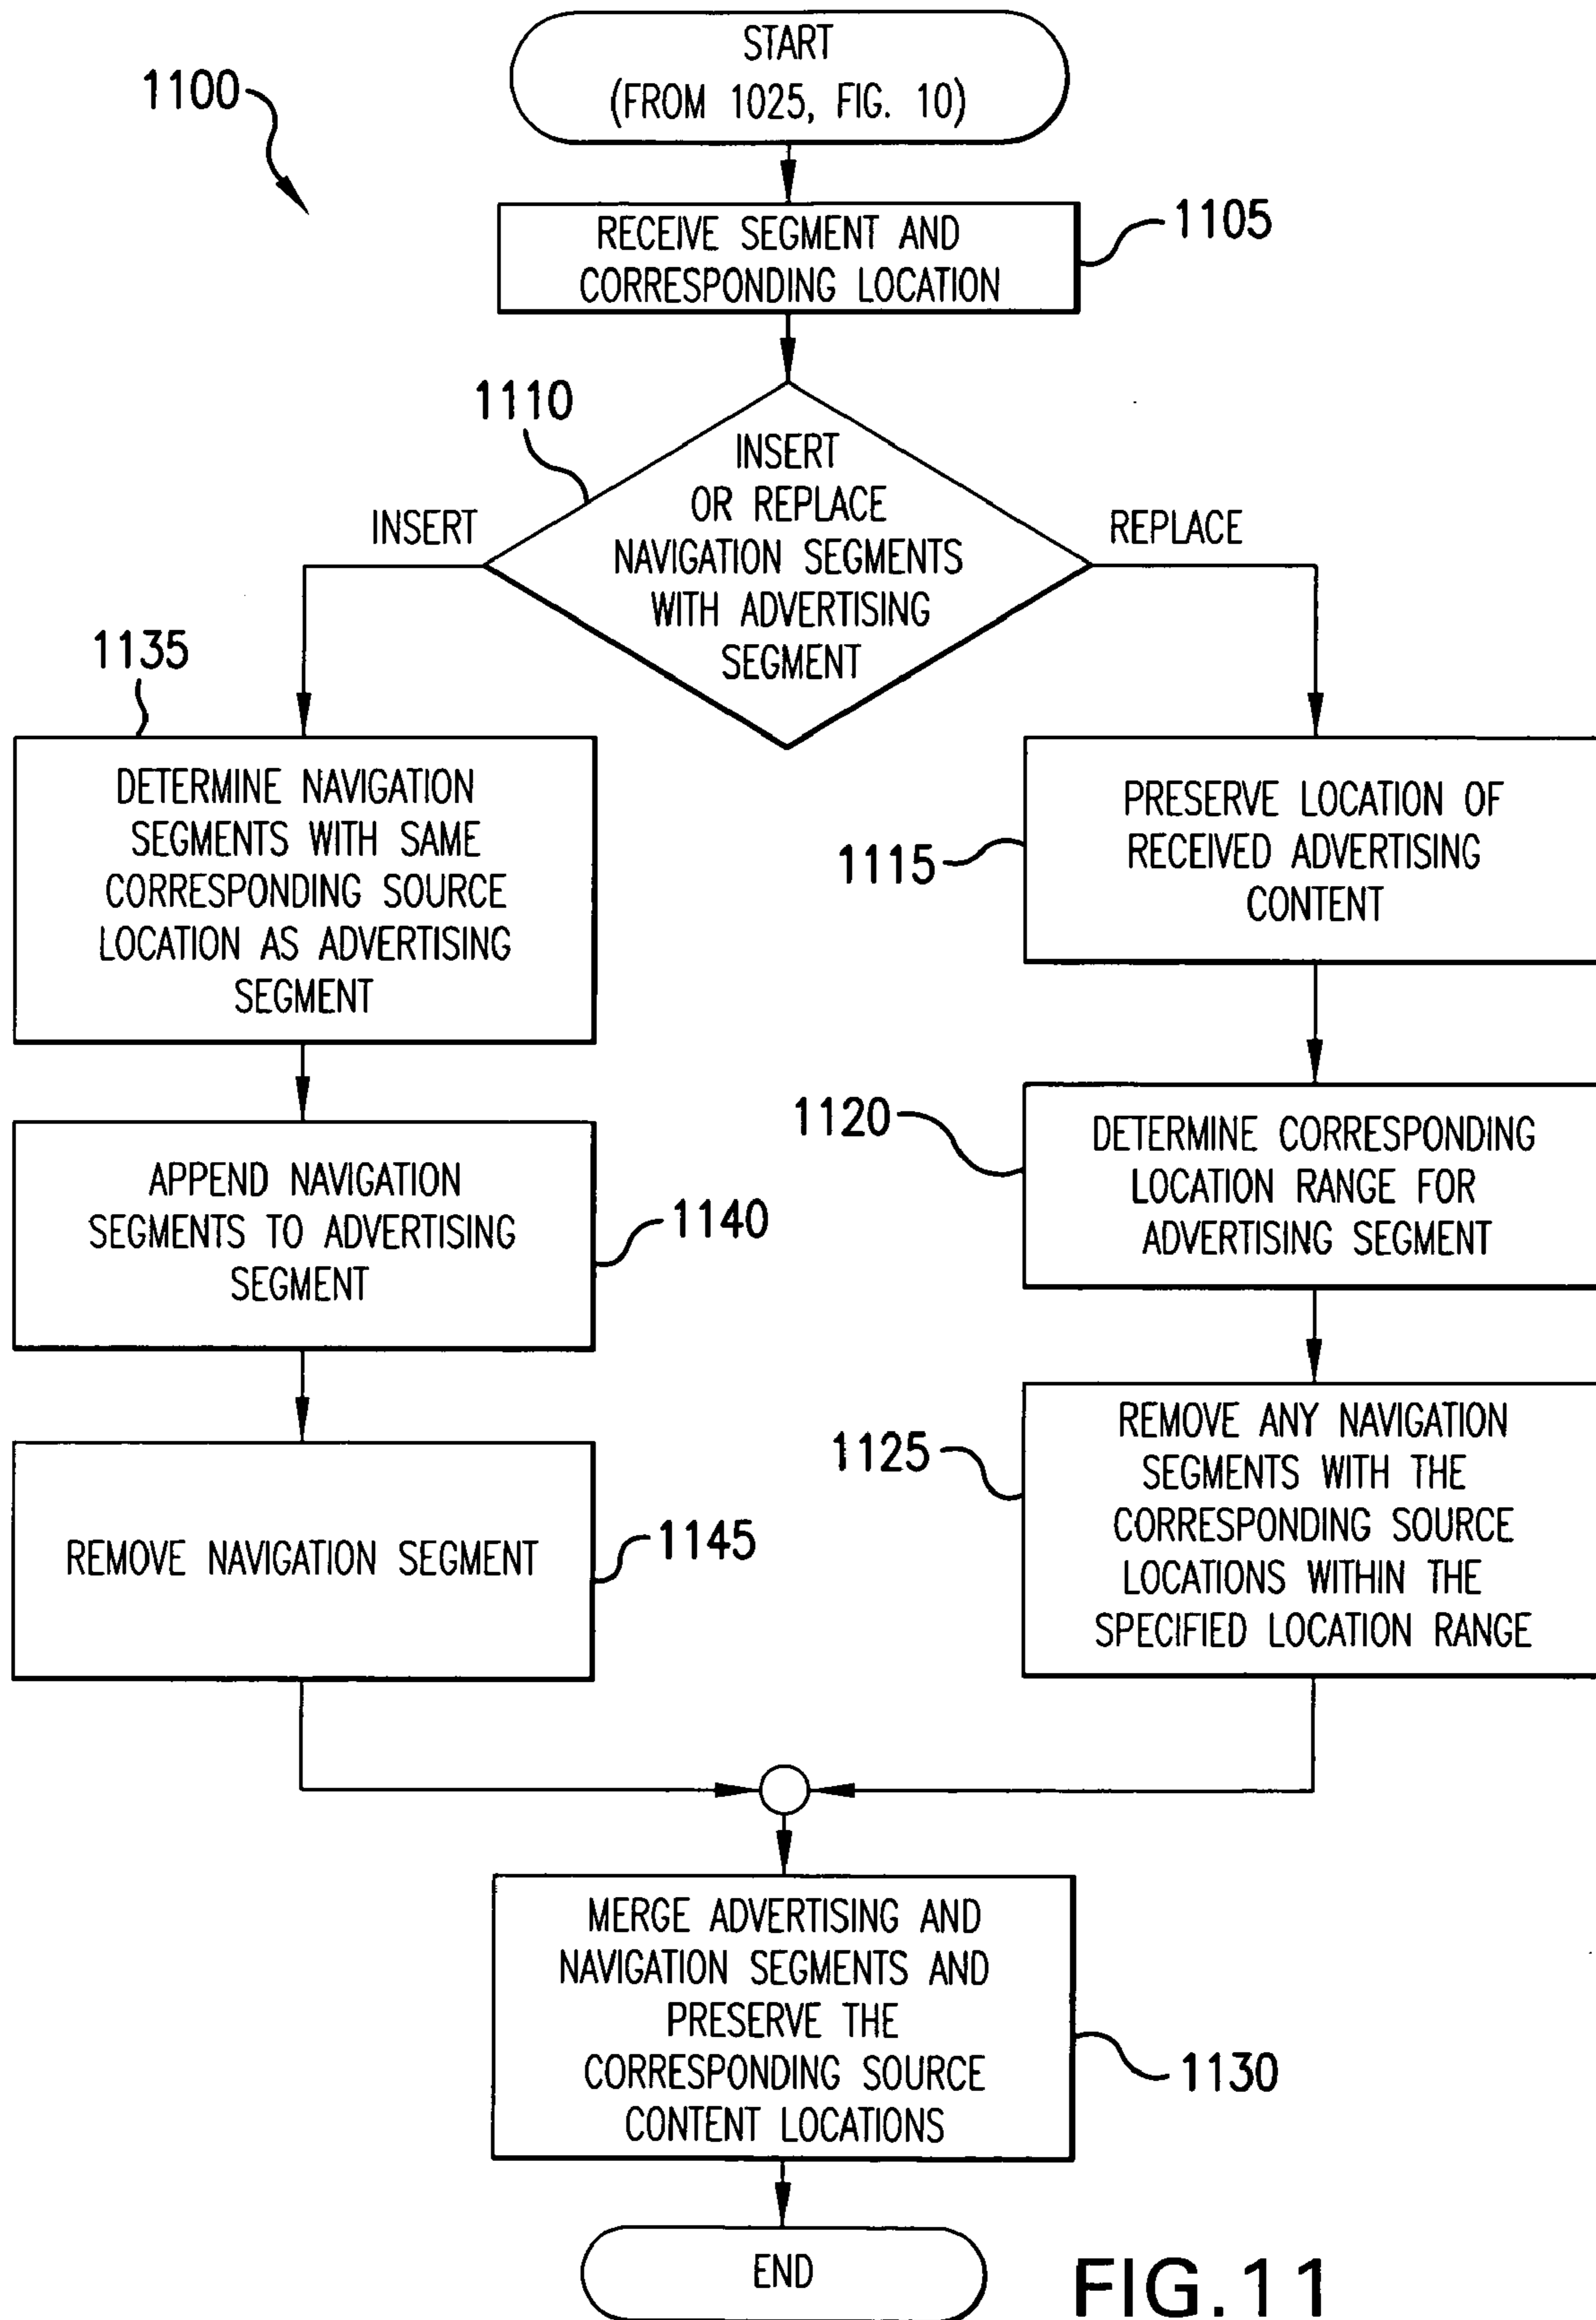 START
(FROM 1025, FIG. 10)
1100
RECEIVE SEGMENT AND
CORRESPONDING LOCATION
1105
1110
INSERT
OR REPLACE
NAVIGATION SEGMENTS
WITH ADVERTISING
SEGMENT
INSERT
REPLACE
1135
DETERMINE NAVIGATION
SEGMENTS WITH SAME
CORRESPONDING SOURCE
LOCATION AS ADVERTISING
SEGMENT
PRESERVE LOCATION OF
RECEIVED ADVERTISING
CONTENT
1115
APPEND NAVIGATION
SEGMENTS TO ADVERTISING
SEGMENT
1140
1120
DETERMINE CORRESPONDING
LOCATION RANGE FOR
ADVERTISING SEGMENT
REMOVE NAVIGATION SEGMENT
1145
1125
REMOVE ANY NAVIGATION
SEGMENTS WITH THE
CORRESPONDING SOURCE
LOCATIONS WITHIN THE
SPECIFIED LOCATION RANGE
MERGE ADVERTISING AND
NAVIGATION SEGMENTS AND
PRESERVE THE
CORRESPONDING SOURCE
CONTENT LOCATIONS
1130
END
FIG.11